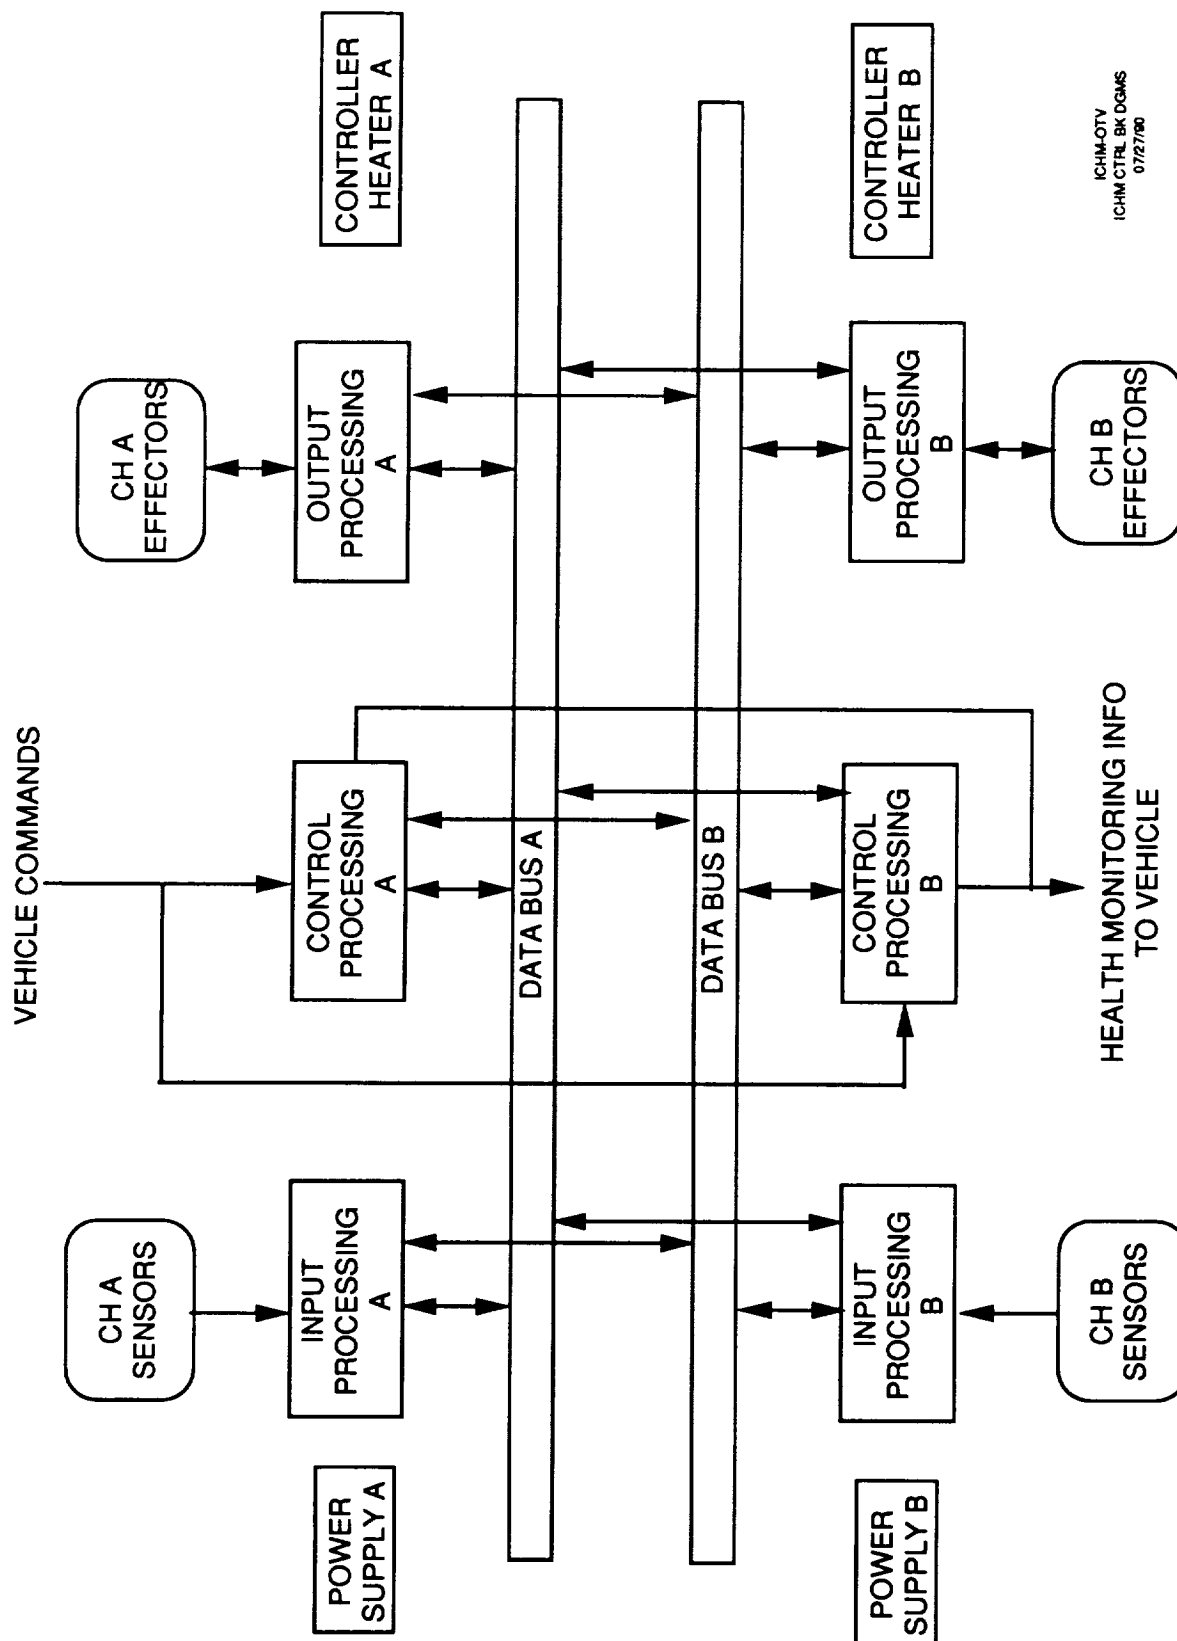 VEHICLE COMMANDS
CH A
SENSORS
CH A
EFFECTORS
POWER
SUPPLY A
INPUT
PROCESSING
A
CONTROL
PROCESSING
A
OUTPUT
PROCESSING
A
CONTROLLER
HEATER A
DATA BUS A
DATA BUS B
POWER
SUPPLY B
INPUT
PROCESSING
B
CONTROL
PROCESSING
B
OUTPUT
PROCESSING
B
CONTROLLER
HEATER B
CH B
SENSORS
CH B
EFFECTORS
HEALTH MONITORING INFO
TO VEHICLE
ICHM-OTV
ICHM CTRL BK DGMS
07/27/90